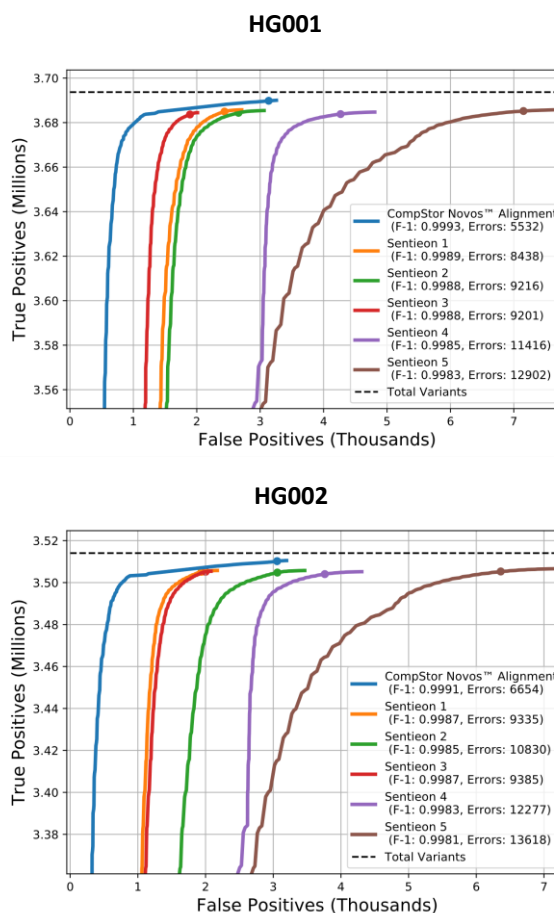 HG001
3.70
3.68
3.66
3.64
3.62
3.60
3.58
3.56
True Positives (Millions)
CompStor Novos™ Alignment
(F-1: 0.9993, Errors: 5532)
Sentieon 1
(F-1: 0.9989, Errors: 8438)
Sentieon 2
(F-1: 0.9988, Errors: 9216)
Sentieon 3
(F-1: 0.9988, Errors: 9201)
Sentieon 4
(F-1: 0.9985, Errors: 11416)
Sentieon 5
(F-1: 0.9983, Errors: 12902)
Total Variants
0 1 2 3 4 5 6 7
False Positives (Thousands)
HG002
3.52
3.50
3.48
3.46
3.44
3.42
3.40
3.38
True Positives (Millions)
CompStor Novos™ Alignment
(F-1: 0.9991, Errors: 6654)
Sentieon 1
(F-1: 0.9987, Errors: 9335)
Sentieon 2
(F-1: 0.9985, Errors: 10830)
Sentieon 3
(F-1: 0.9987, Errors: 9385)
Sentieon 4
(F-1: 0.9983, Errors: 12277)
Sentieon 5
(F-1: 0.9981, Errors: 13618)
Total Variants
0 1 2 3 4 5 6 7
False Positives (Thousands)